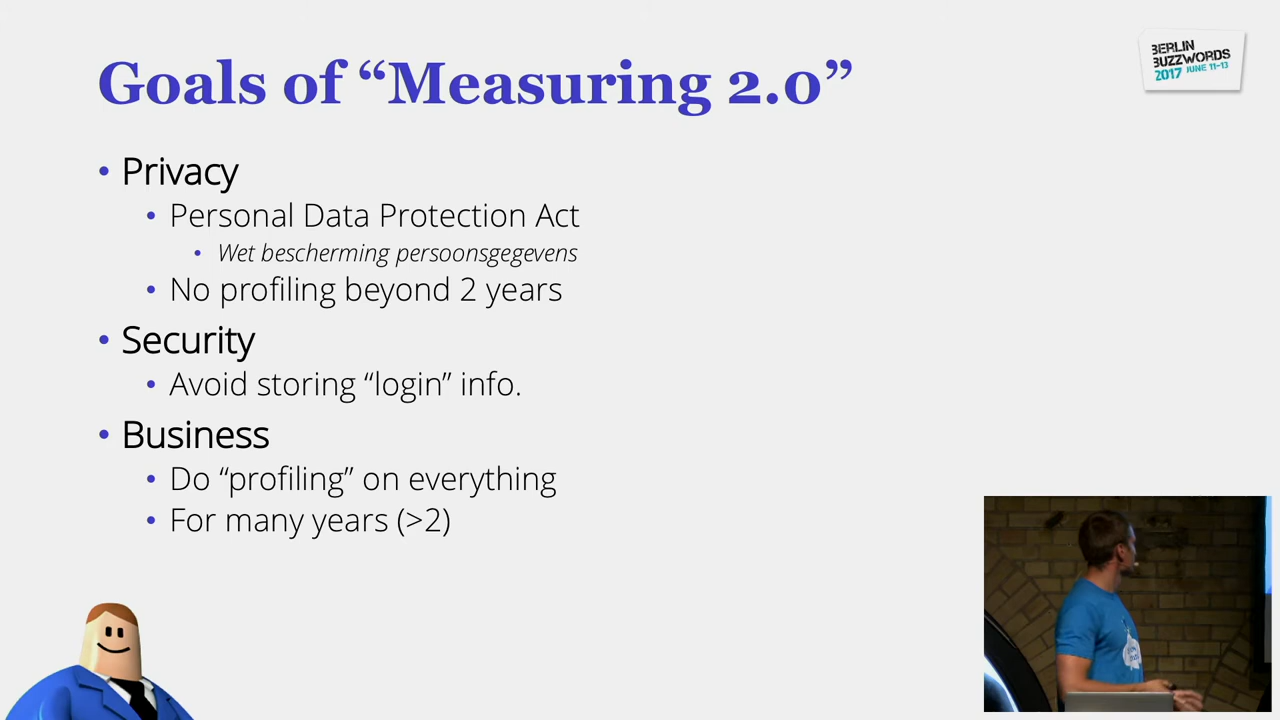 Goals of “Measuring 2.0”
BERLIN
BUZZWORDS
2017 JUNE 11-13
• Privacy
• Personal Data Protection Act
• Wet bescherming persoonsgegevens
• No profiling beyond 2 years
• Security
• Avoid storing “login” info.
• Business
• Do “profiling” on everything
• For many years (>2)